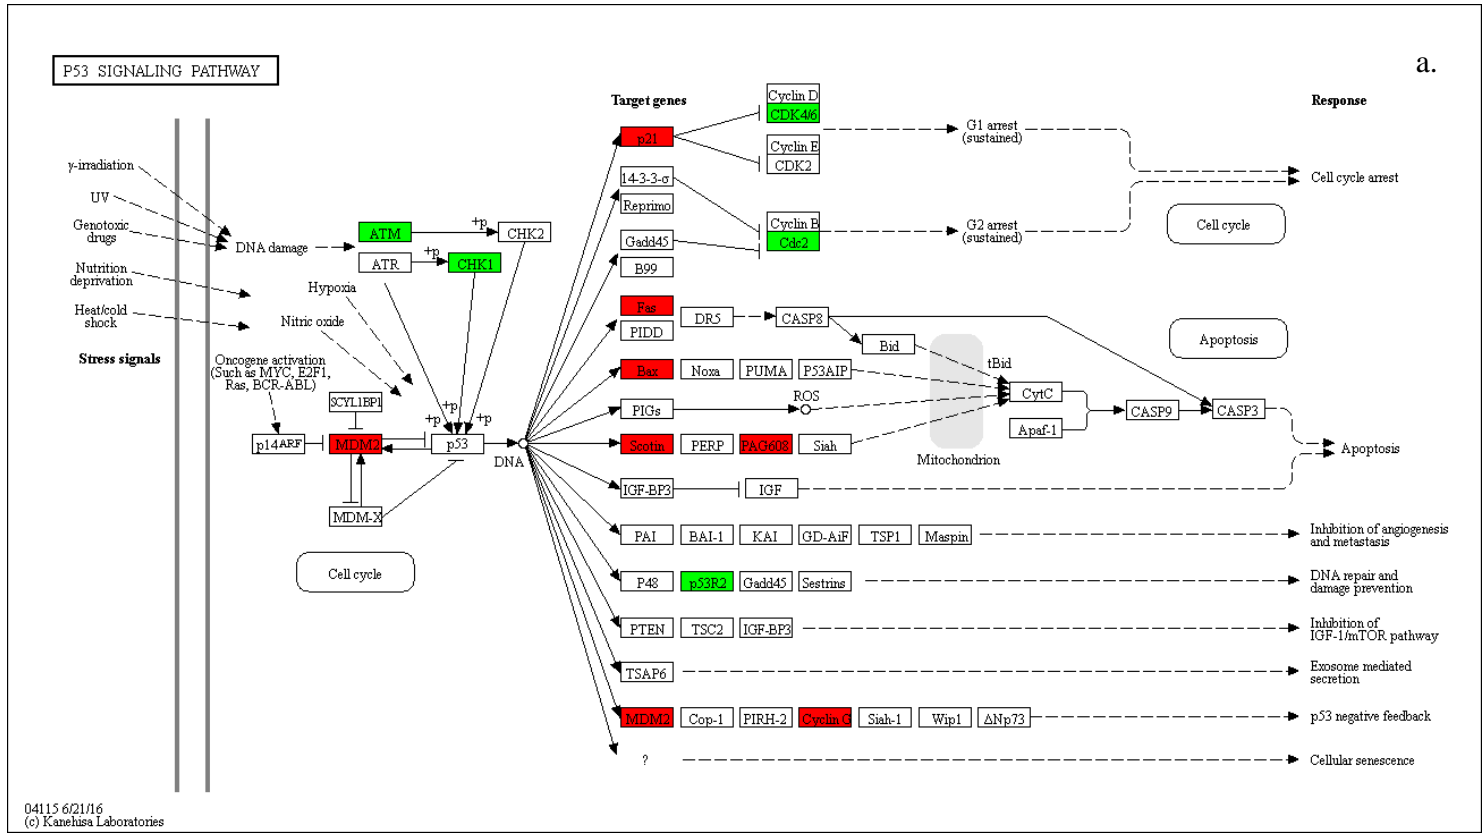 a.
P53 SIGNALING PATHWAY
Target genes
Response
Cyclin D
CDK4/6
p21
Cyclin E
CDK2
G1 arrest
(sustained)
γ-irradiation
UV
Genotoxic
drugs
Nutrition
deprivation
Heat/cold
shock
Stress signals
DNA damage
ATM
+p
CHK2
ATR
+p
CHK1
Hypoxia
Nitric oxide
14-3-3-σ
Reprimo
Gadd45
B99
Cyclin B
Cdc2
G2 arrest
(sustained)
Cell cycle arrest
Cell cycle
Fas
PIDD
DR5
CASP8
Bid
tBid
Apoptosis
Bax
Noxa
PUMA
P53AIP
PIGs
ROS
CytC
Apaf-1
CASP9
CASP3
Mitochondrion
Oncogene activation
(Such as MYC, E2F1,
Ras, BCR-ABL)
SCYL1BP1
+p
+p
+p
p14ARF
MDM2
p53
DNA
MDM-X
Cell cycle
Scotin
PERP
PAG608
Siah
Apoptosis
IGF-BP3
IGF
PAI
BAI-1
KAI
GD-AiF
TSP1
Maspin
Inhibition of angiogenesis
and metastasis
P48
p53R2
Gadd45
Sestrins
DNA repair and
damage prevention
PTEN
TSC2
IGF-BP3
Inhibition of
IGF-1/mTOR pathway
TSAP6
Exosome mediated
secretion
MDM2
Cop-1
PIRH-2
Cyclin G
Siah-1
Wip1
ΔNp73
p53 negative feedback
?
Cellular senescence
04115 6/21/16
(c) Kanehisa Laboratories